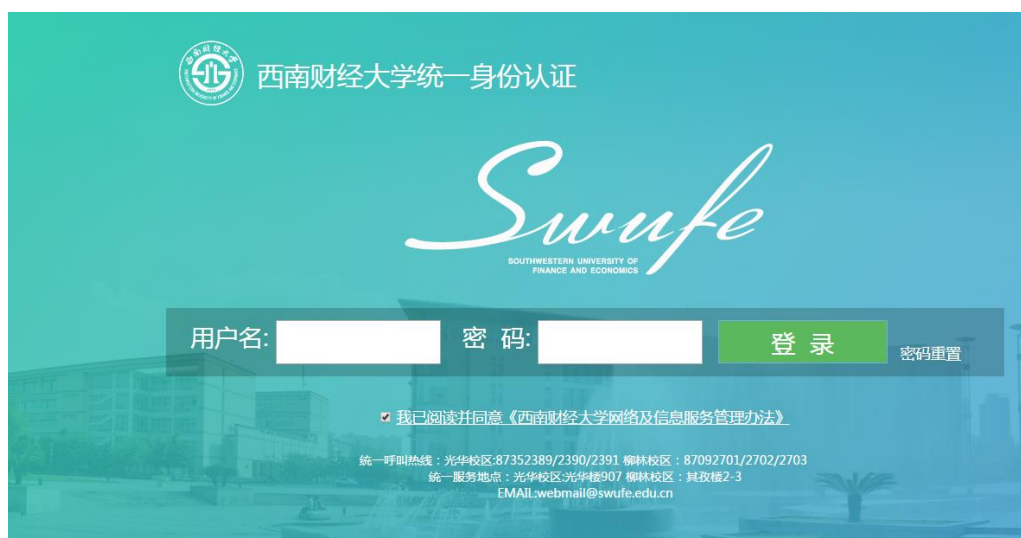 西南财经大学统一身份认证
Swufe
SOUTHWESTERN UNIVERSITY OF
FINANCE AND ECONOMICS
用户名: 密 码: 登 录 密码重置
我已阅读并同意《西南财经大学网络及信息服务管理办法》
统一呼叫热线：光华校区:87352389/2390/2391 柳林校区：87092701/2702/2703
统一服务地点：光华校区:光华楼907 柳林校区：其孜楼2-3
EMAIL:webmail@swufe.edu.cn